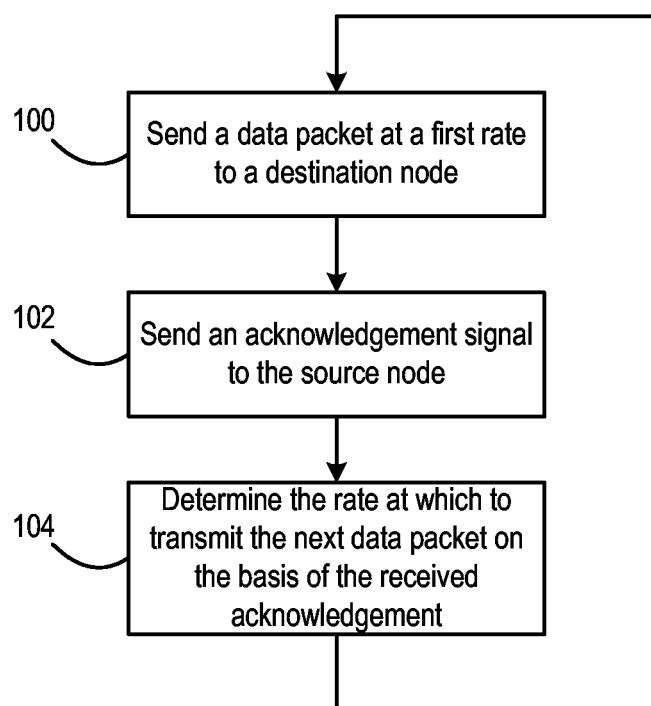 100
Send a data packet at a first rate
to a destination node
102
Send an acknowledgement signal
to the source node
104
Determine the rate at which to
transmit the next data packet on
the basis of the received
acknowledgement